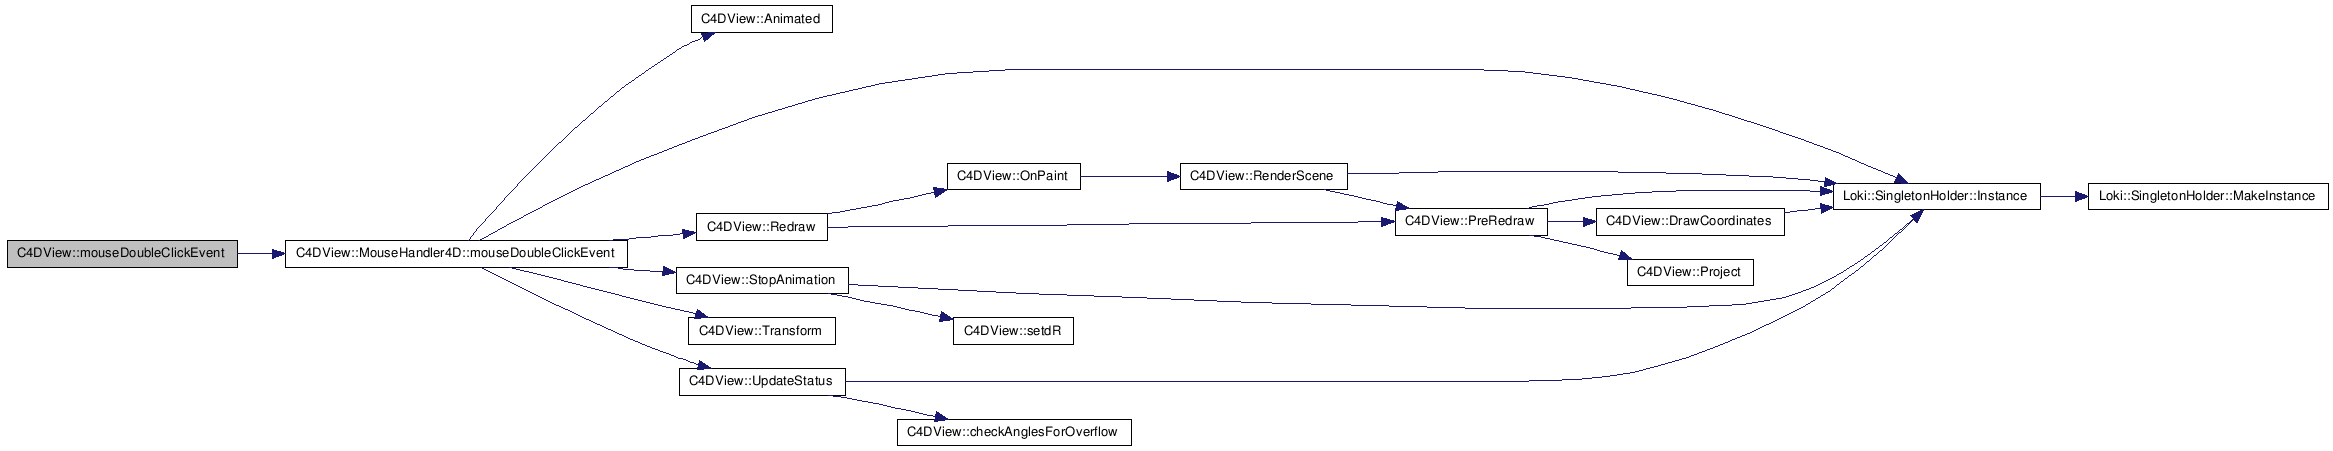 C4DView::Animated
C4DView::OnPaint
C4DView::RenderScene
Loki::SingletonHolder::Instance
Loki::SingletonHolder::MakeInstance
C4DView::Redraw
C4DView::PreRedraw
C4DView::DrawCoordinates
C4DView::mouseDoubleClickEvent
C4DView::MouseHandler4D::mouseDoubleClickEvent
C4DView::StopAnimation
C4DView::Project
C4DView::Transform
C4DView::setdR
C4DView::UpdateStatus
C4DView::checkAnglesForOverflow